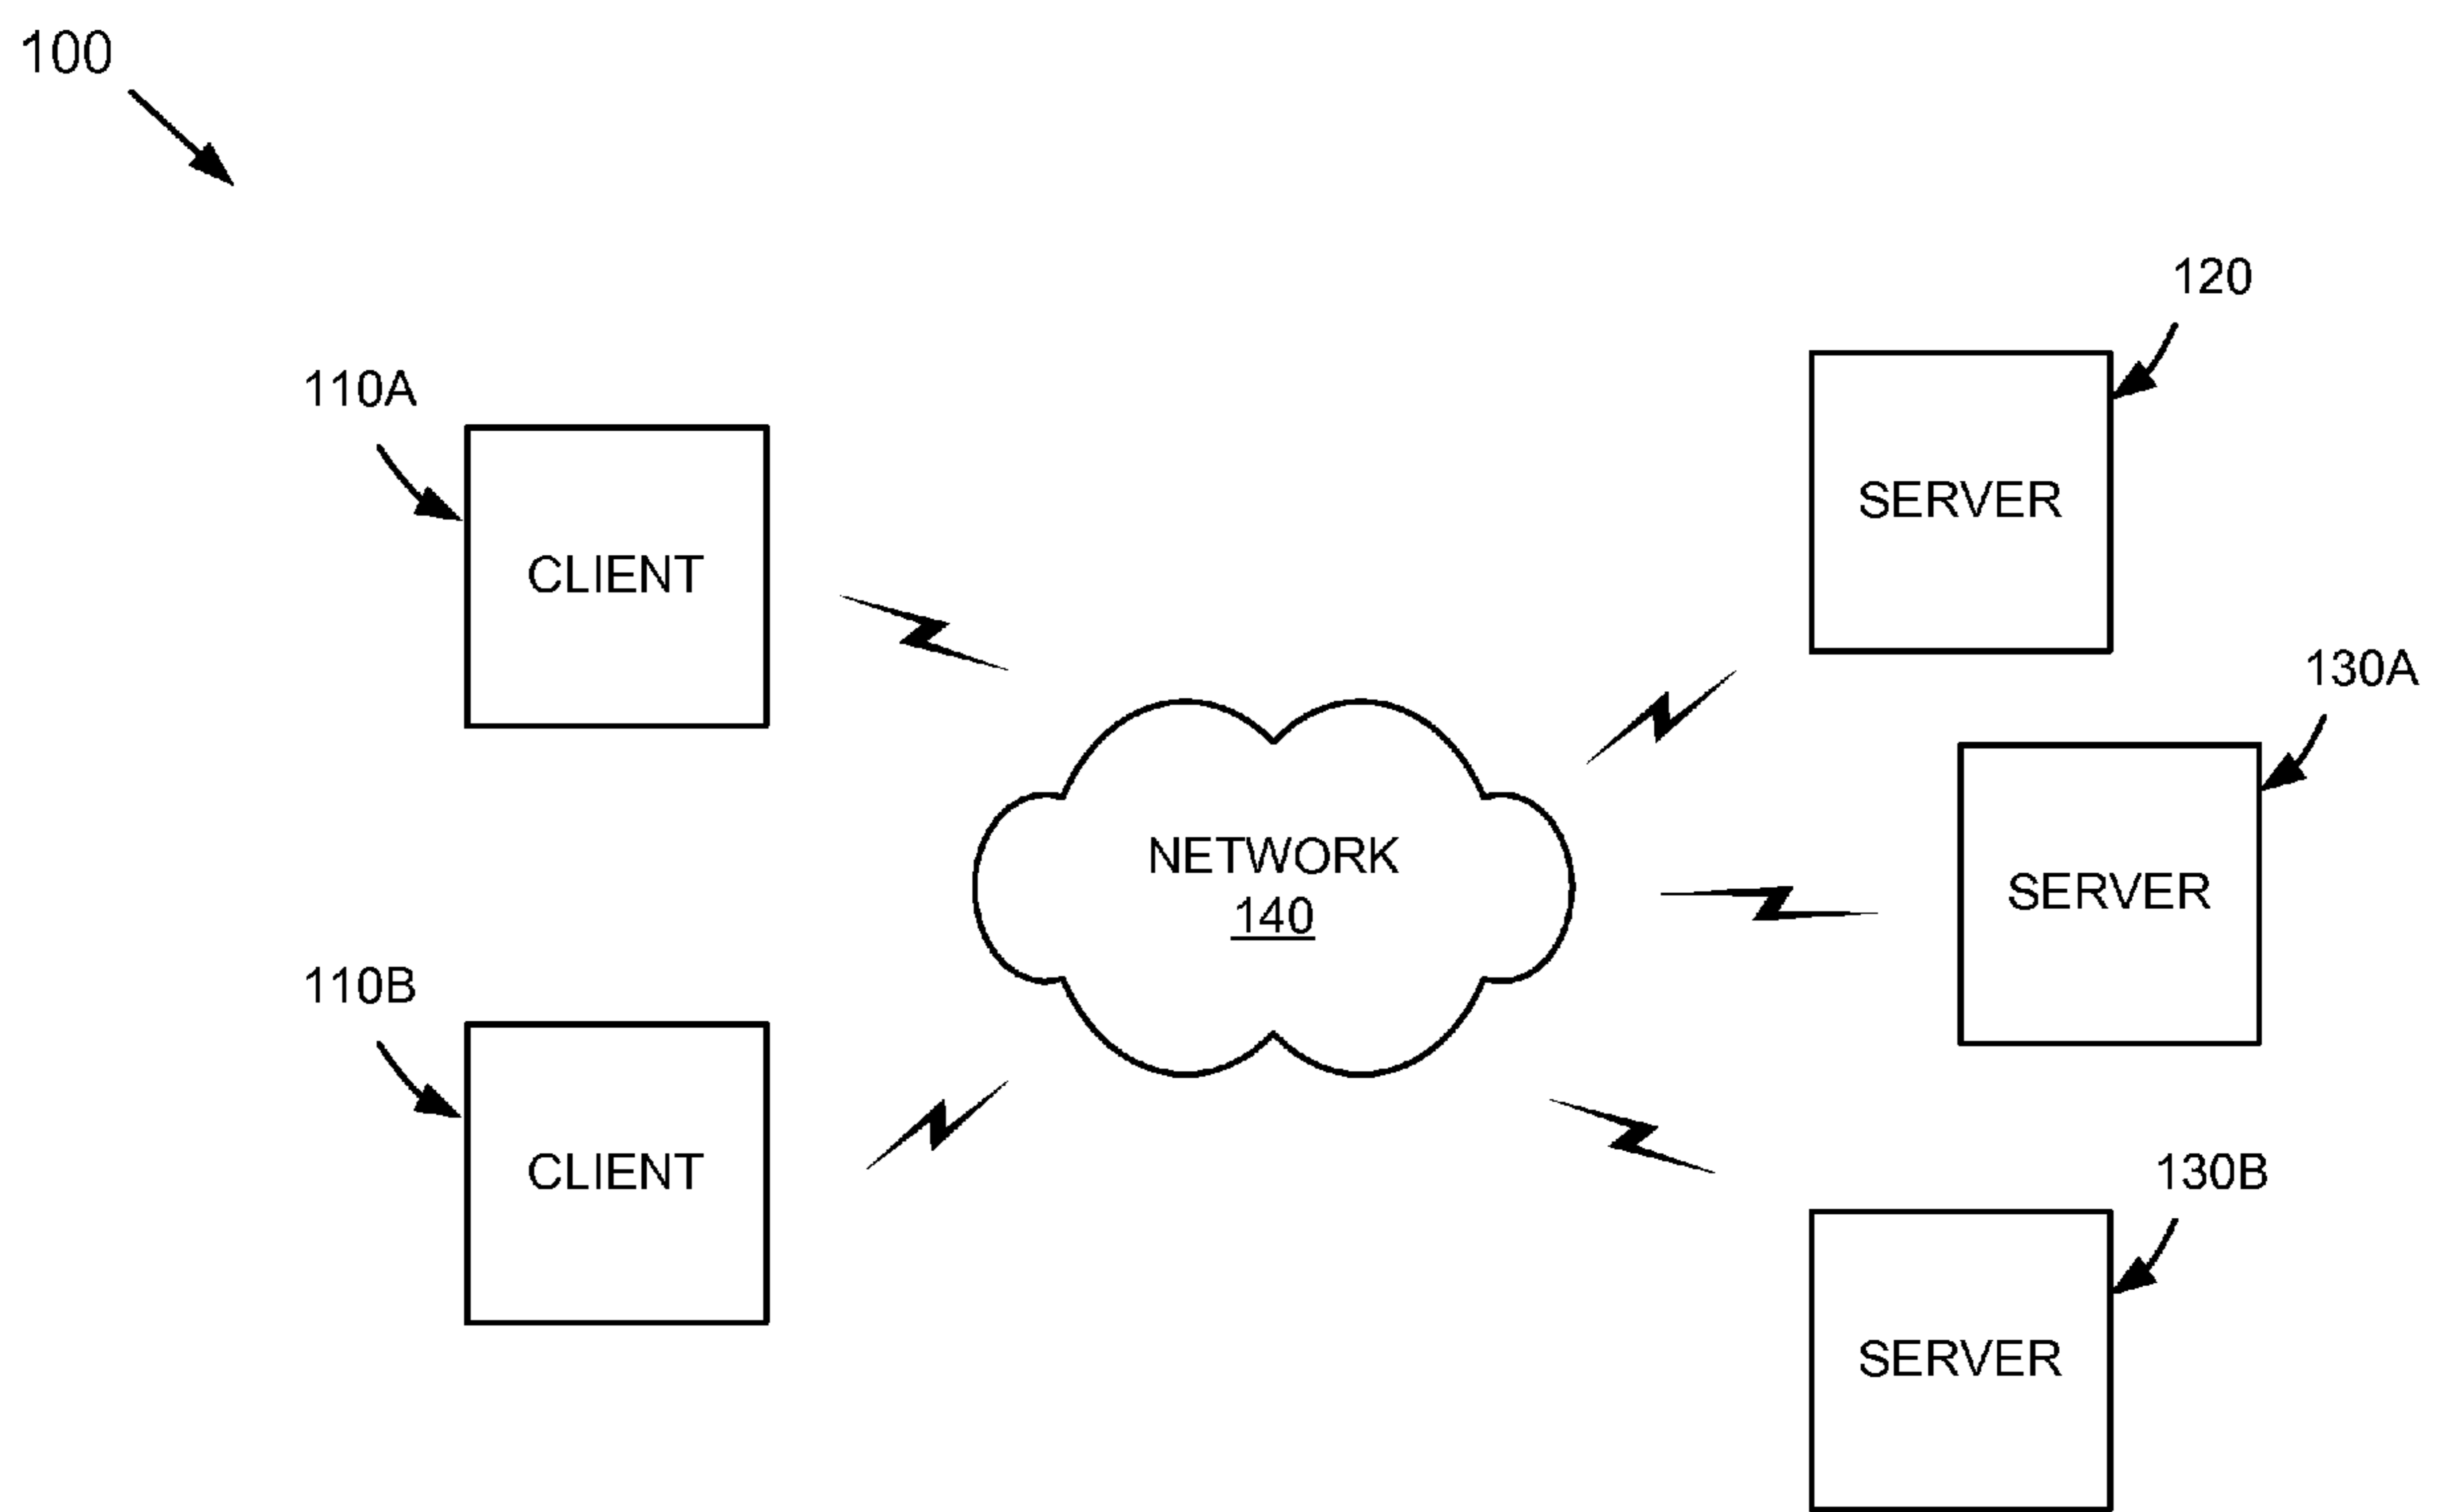 100
120
110A
SERVER
CLIENT
130A
NETWORK
140
SERVER
110B
130B
CLIENT
SERVER